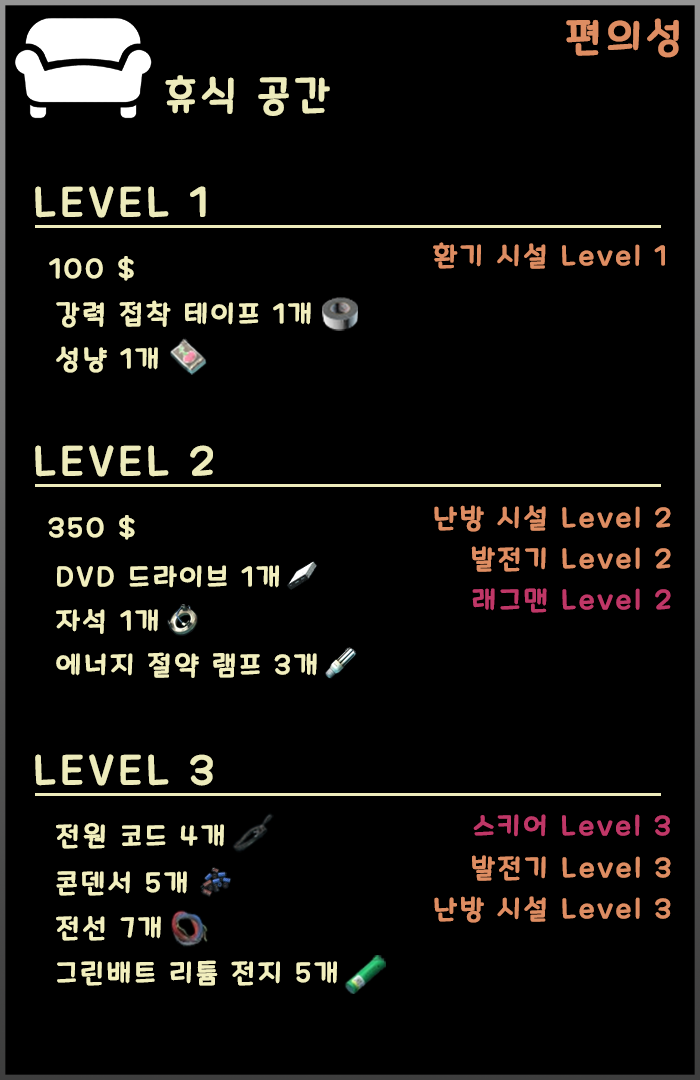 편의성
휴식 공간
LEVEL 1
100 $
환기 시설 Level 1
강력 접착 테이프 1개
성냥 1개
LEVEL 2
350 $
난방 시설 Level 2
발전기 Level 2
래그맨 Level 2
DVD 드라이브 1개
자석 1개
에너지 절약 램프 3개
LEVEL 3
전원 코드 4개
콘덴서 5개
전선 7개
그린배트 리튬 전지 5개
스키어 Level 3
발전기 Level 3
난방 시설 Level 3